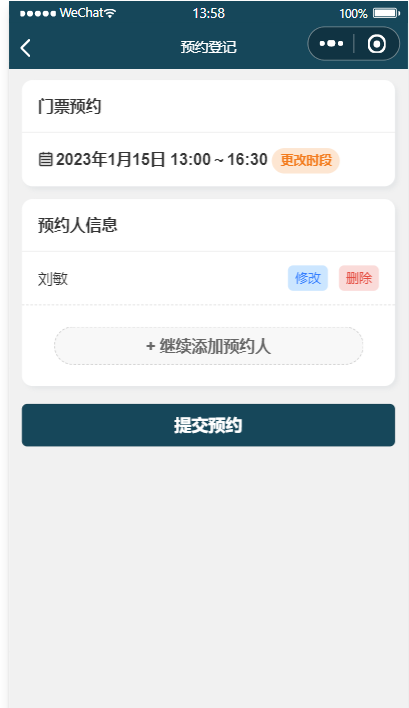 WeChat 13:58 100%
预约登记
门票预约
2023年1月15日 13:00 ~ 16:30 更改时段
预约人信息
刘敏 修改 删除
+ 继续添加预约人
提交预约